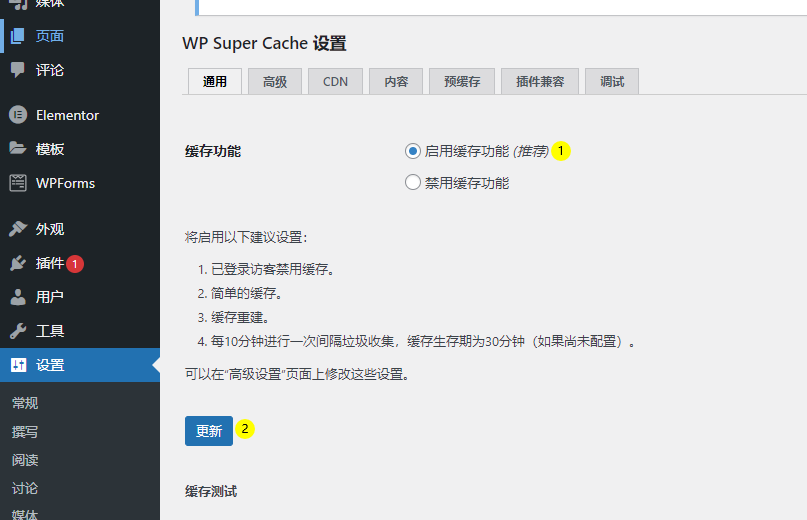 媒体
页面
评论
Elementor
模板
WPForms
外观
插件 1
用户
工具
设置
常规
撰写
阅读
讨论
媒体
WP Super Cache 设置
通用 高级 CDN 内容 预缓存 插件兼容 调试
缓存功能 启用缓存功能 (推荐) 1
禁用缓存功能
将启用以下建议设置：
1. 已登录访客禁用缓存。
2. 简单的缓存。
3. 缓存重建。
4. 每10分钟进行一次间隔垃圾收集，缓存生存期为30分钟（如果尚未配置）。
可以在“高级设置”页面上修改这些设置。
更新 2
缓存测试